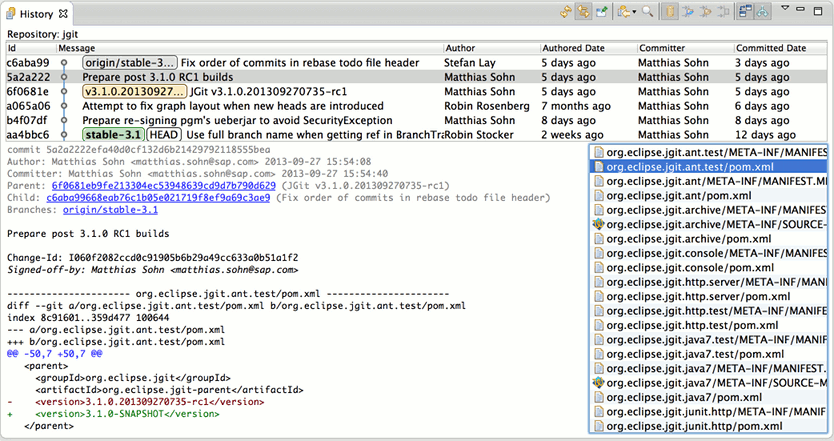 History
Repository: jgit
Id Message Author Authored Date Committer Committed Date
c6aba99 origin/stable-3... Fix order of commits in rebase todo file header Stefan Lay 5 days ago Matthias Sohn 3 days ago
5a2a222 Prepare post 3.1.0 RC1 builds Matthias Sohn 5 days ago Matthias Sohn 5 days ago
6f0681e v3.1.0.20130927... JGit v3.1.0.201309270735-rc1 Matthias Sohn 5 days ago Matthias Sohn 5 days ago
a065a06 Attempt to fix graph layout when new heads are introduced Robin Rosenberg 7 months ago Matthias Sohn 6 days ago
b4f07df Prepare re-signing pgm's ueberjar to avoid SecurityException Matthias Sohn 8 days ago Matthias Sohn 8 days ago
aa4bbc6 stable-3.1 HEAD Use full branch name when getting ref in BranchTra Robin Stocker 2 weeks ago Matthias Sohn 12 days ago
commit 5a2a2222efa40d0cf132d6b21429792118555bea
Author: Matthias Sohn <matthias.sohn@sap.com> 2013-09-27 15:54:08
Committer: Matthias Sohn <matthias.sohn@sap.com> 2013-09-27 15:54:40
Parent: 6f0681eb9fe213304ec53948639cd9d7b790d629 (JGit v3.1.0.201309270735-rc1)
Child: c6aba99668eab76c1b05e021719f8ef9a69c3ae9 (Fix order of commits in rebase todo file header)
Branches: origin/stable-3.1
Prepare post 3.1.0 RC1 builds
Change-Id: I060f2082ccd0c91905b6b29a49cc633a0b51a1f2
Signed-off-by: Matthias Sohn <matthias.sohn@sap.com>
--------------------- org.eclipse.jgit.ant.test/pom.xml ---------------------
diff --git a/org.eclipse.jgit.ant.test/pom.xml b/org.eclipse.jgit.ant.test/pom.xml
index 8c91601..359d477 100644
--- a/org.eclipse.jgit.ant.test/pom.xml
+++ b/org.eclipse.jgit.ant.test/pom.xml
@@ -50,7 +50,7 @@
<parent>
<groupId>org.eclipse.jgit</groupId>
<artifactId>org.eclipse.jgit-parent</artifactId>
- <version>3.1.0.201309270735-rc1</version>
+ <version>3.1.0-SNAPSHOT</version>
</parent>
org.eclipse.jgit.ant.test/META-INF/MANIFES
org.eclipse.jgit.ant.test/pom.xml
org.eclipse.jgit.ant/META-INF/MANIFEST.M
org.eclipse.jgit.ant/pom.xml
org.eclipse.jgit.archive/META-INF/MANIFEST
org.eclipse.jgit.archive/META-INF/SOURCE-
org.eclipse.jgit.archive/pom.xml
org.eclipse.jgit.console/META-INF/MANIFES
org.eclipse.jgit.console/pom.xml
org.eclipse.jgit.http.server/META-INF/MANIF
org.eclipse.jgit.http.server/pom.xml
org.eclipse.jgit.http.test/META-INF/MANIFES
org.eclipse.jgit.http.test/pom.xml
org.eclipse.jgit.java7.test/META-INF/MANIFE
org.eclipse.jgit.java7.test/pom.xml
org.eclipse.jgit.java7/META-INF/MANIFEST.
org.eclipse.jgit.java7/META-INF/SOURCE-M
org.eclipse.jgit.java7/pom.xml
org.eclipse.jgit.junit.http/META-INF/MANIF
org.eclipse.jgit.junit.http/pom.xml